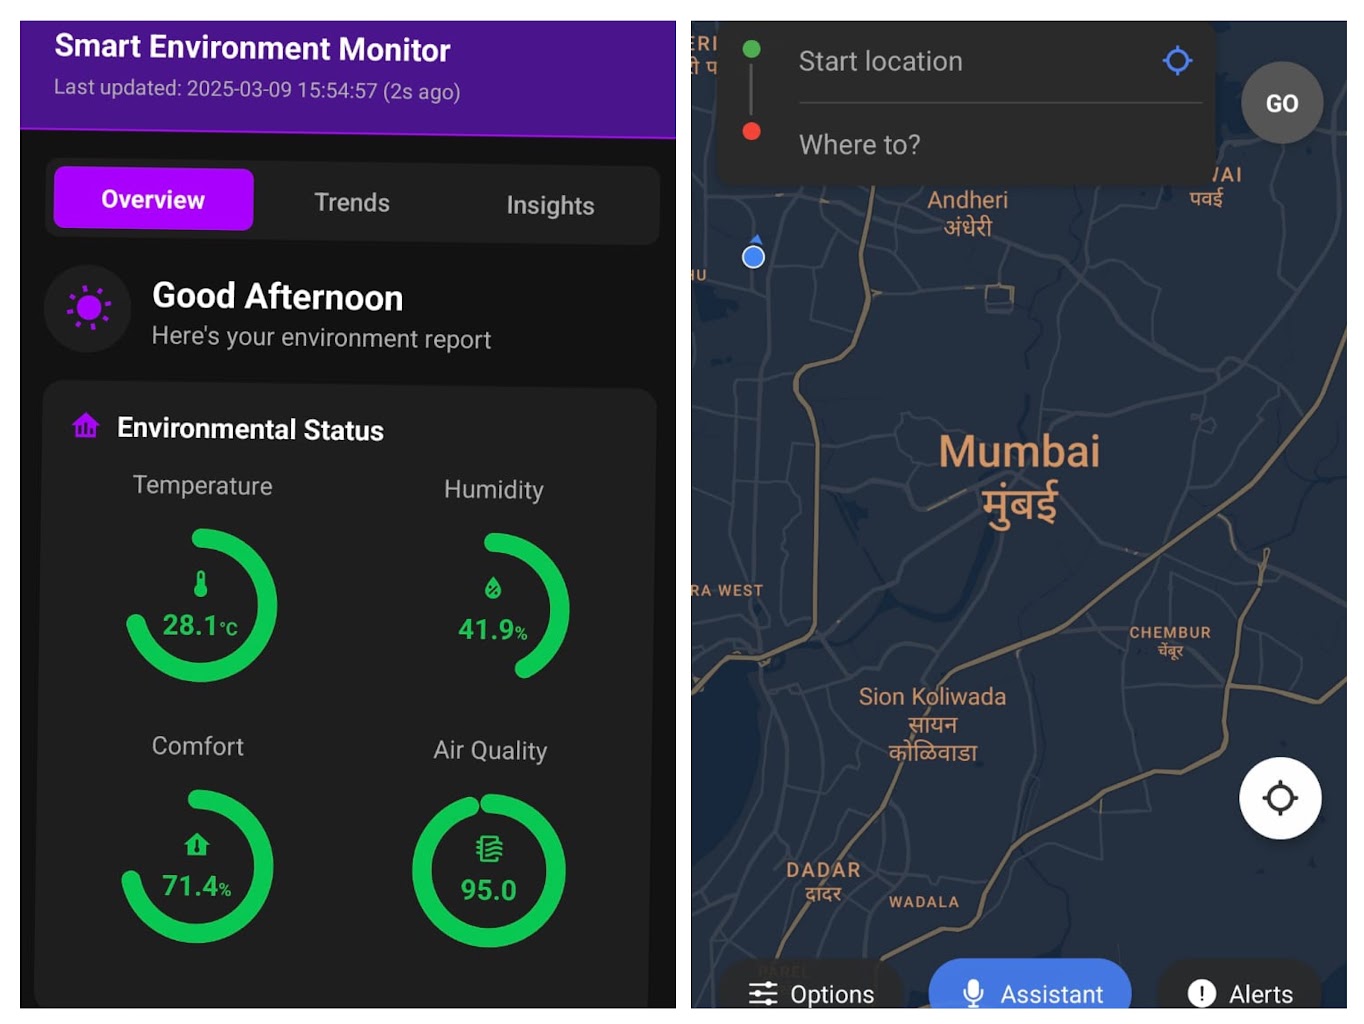 Smart Environment Monitor
Last updated: 2025-03-09 15:54:57 (2s ago)
Overview
Trends
Insights
Good Afternoon
Here's your environment report
Environmental Status
Temperature
Humidity
28.1°C
41.9%
Comfort
Air Quality
71.4%
95.0
Start location
GO
Where to?
Andheri
अंधेरी
पवई
Mumbai
मुंबई
RA WEST
CHEMBUR
चेंबूर
Sion Koliwada
सायन
कोळिवाडा
DADAR
दादर
WADALA
PAREL
Options
Assistant
Alerts